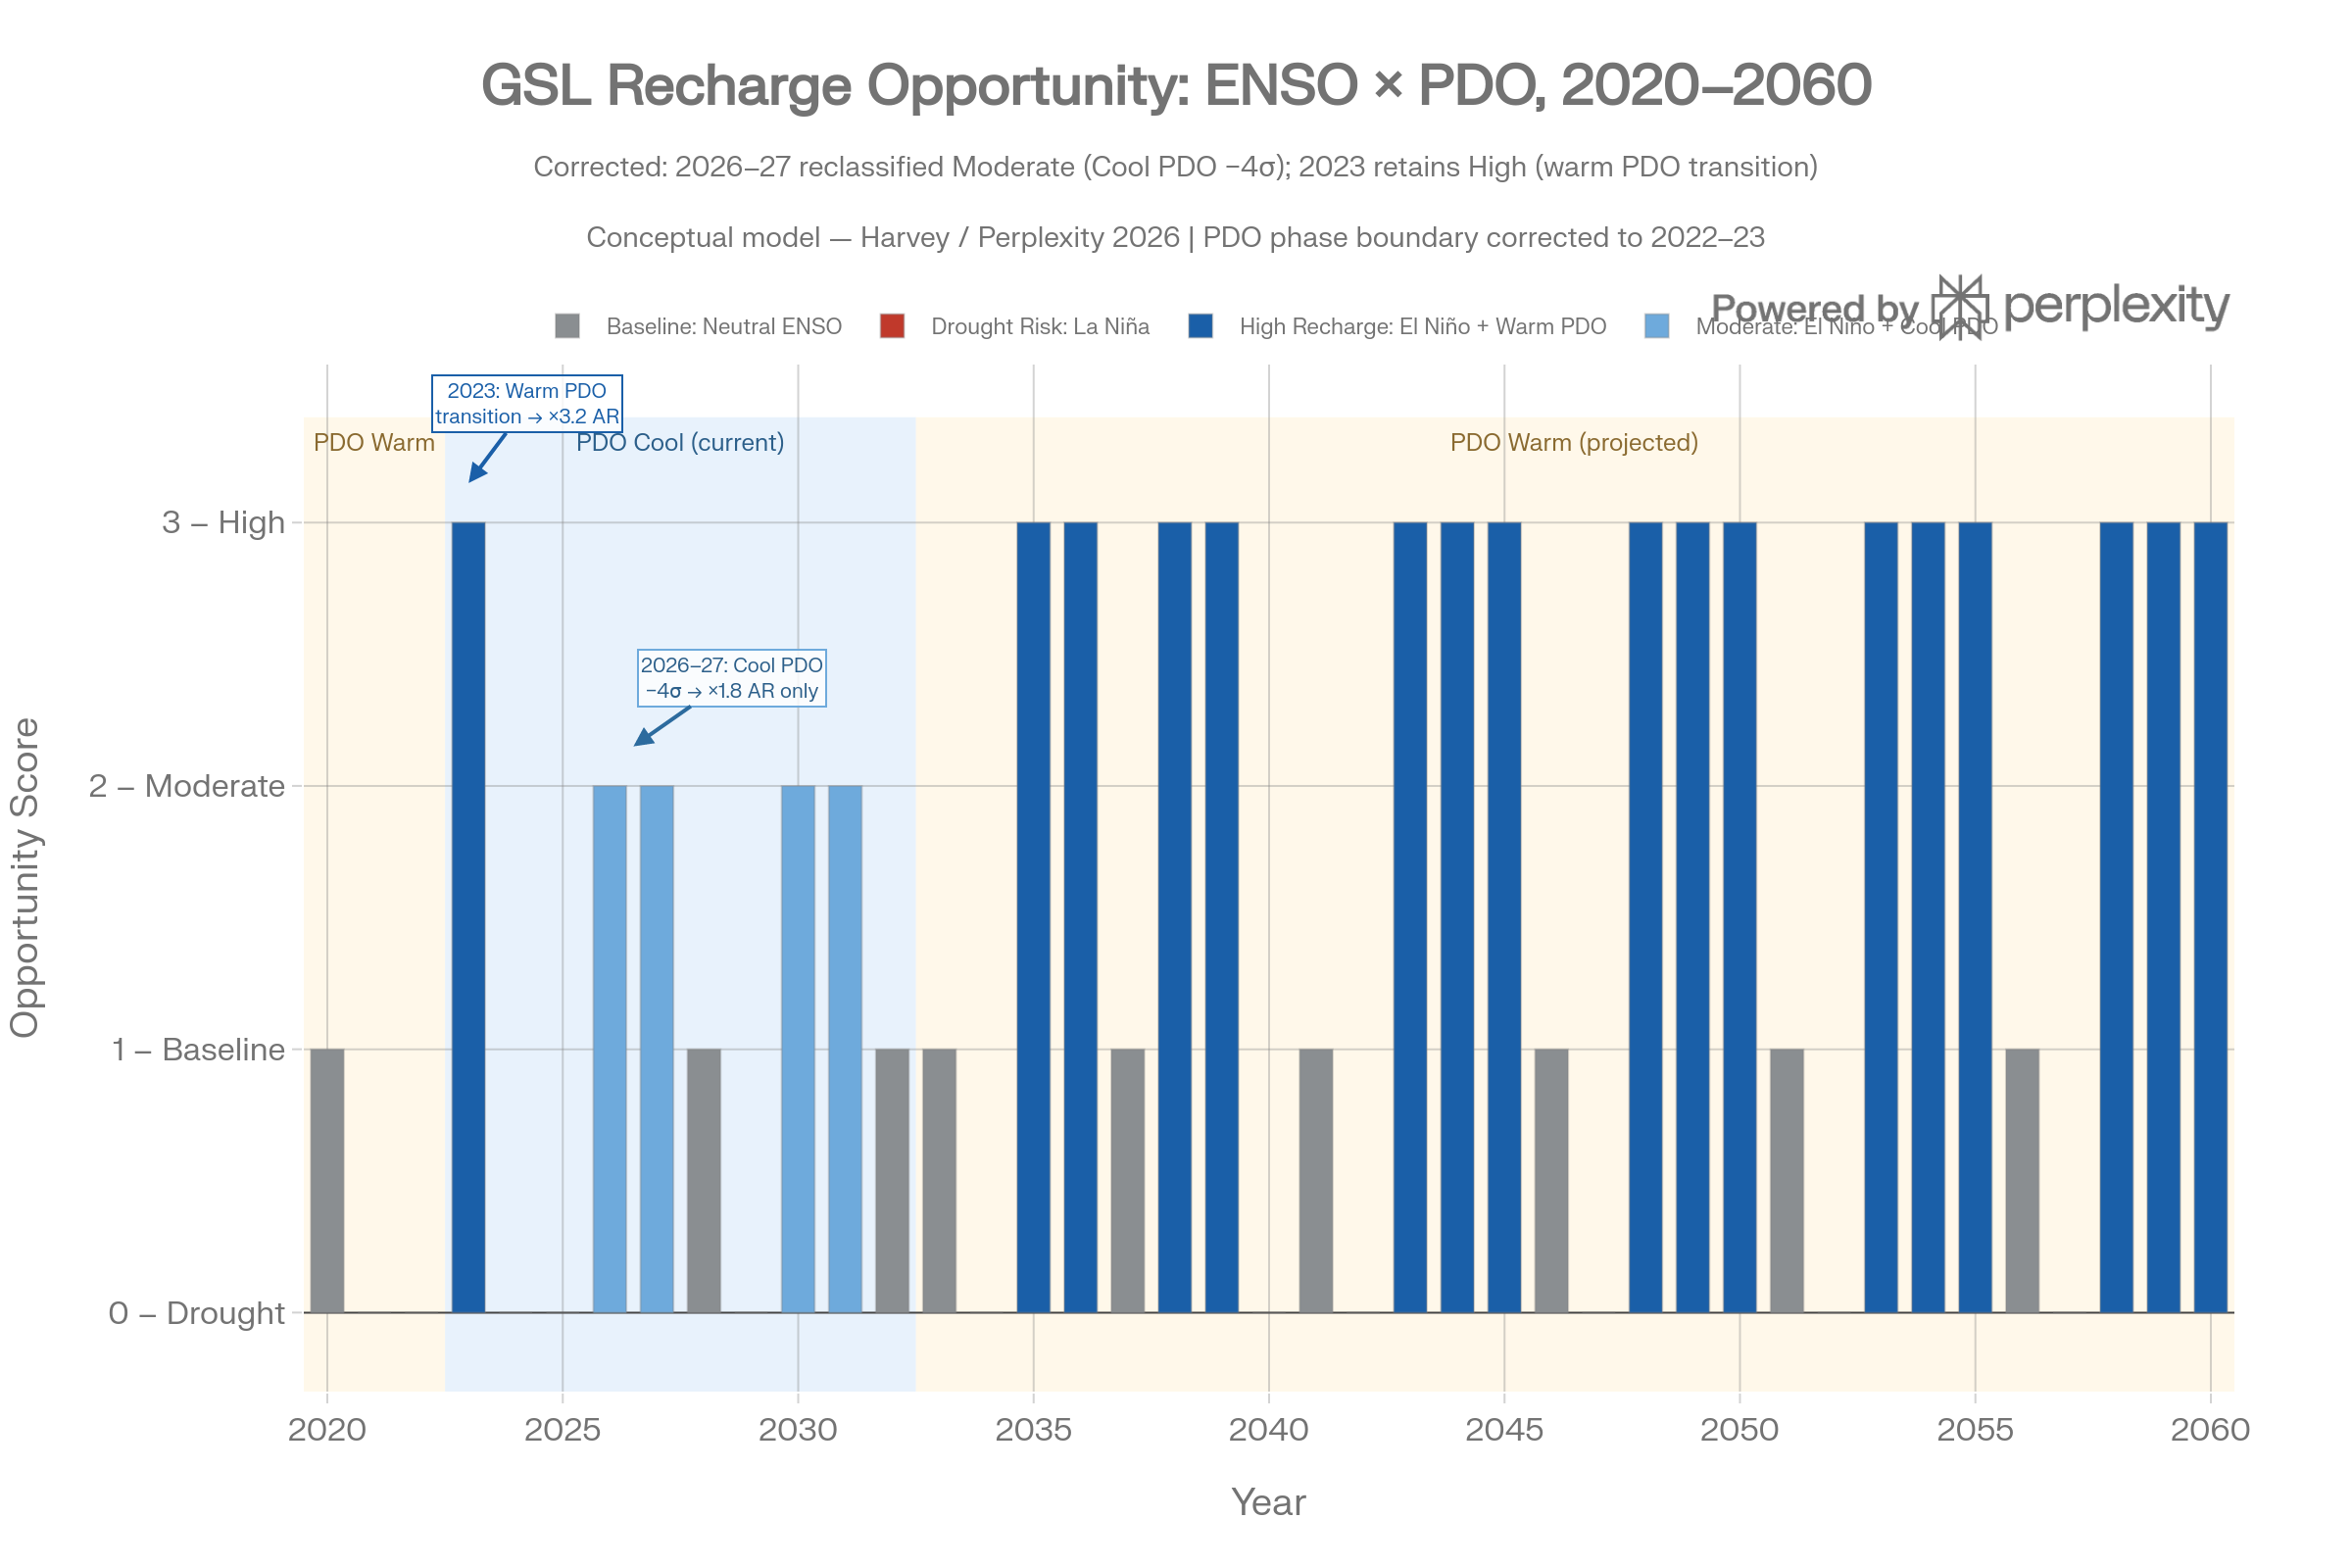 GSL Recharge Opportunity: ENSO × PDO, 2020–2060
Corrected: 2026–27 reclassified Moderate (Cool PDO −4σ); 2023 retains High (warm PDO transition)
Conceptual model — Harvey / Perplexity 2026 | PDO phase boundary corrected to 2022–23
Powered by perplexity
Baseline: Neutral ENSO
Drought Risk: La Niña
High Recharge: El Niño + Warm PDO
Moderate: El Niño + Cool PDO
2023: Warm PDO
transition → ×3.2 AR
PDO Warm
PDO Cool (current)
PDO Warm (projected)
3 – High
2026–27: Cool PDO
−4σ → ×1.8 AR only
2 – Moderate
Opportunity Score
1 – Baseline
0 – Drought
2020
2025
2030
2035
2040
2045
2050
2055
2060
Year